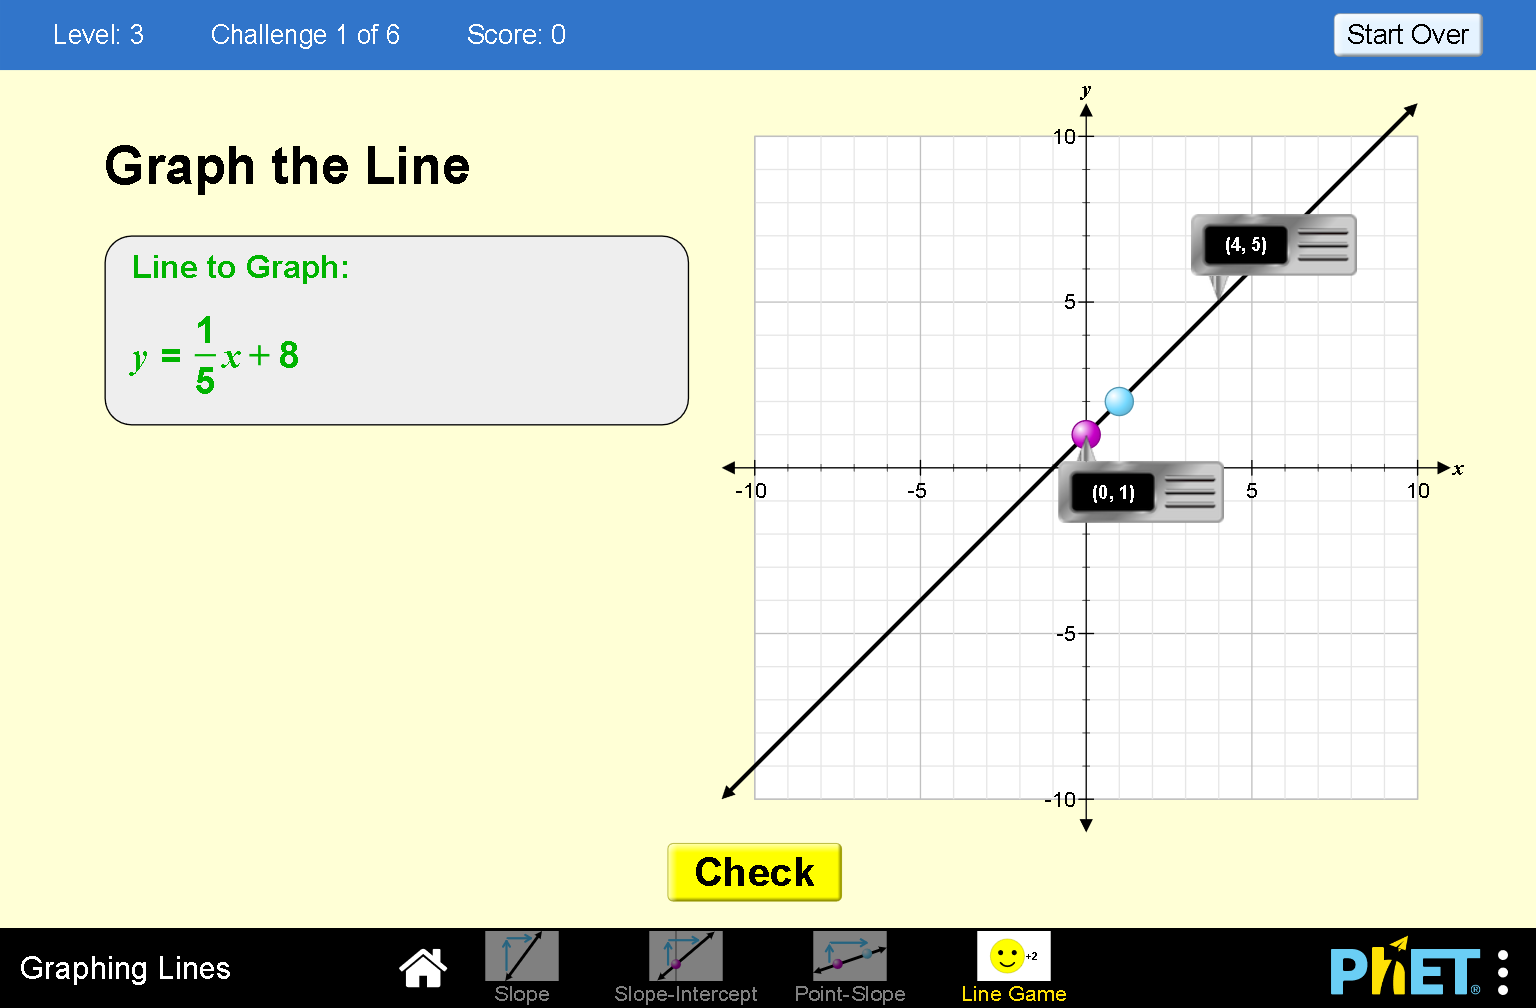 Level: 3 Challenge 1 of 6 Score: 0 Start Over
Graph the Line
Line to Graph:
y = 1/5 x + 8
y
10
(4, 5)
5
x
-10 -5 5 10
(0, 1)
-5
-10
Check
Graphing Lines
Slope
Slope-Intercept
Point-Slope
+2
Line Game
PhET®